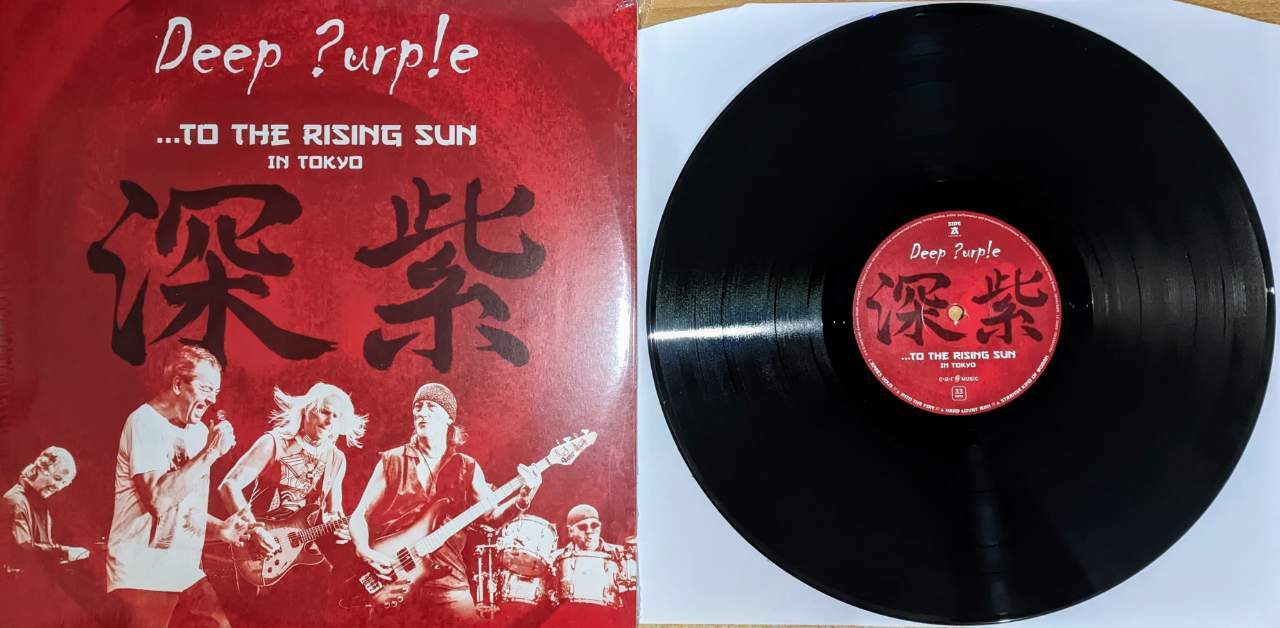 Deep ?urp!e
...TO THE RISING SUN
IN TOKYO
深紫
SIDE
A
Deep ?urp!e
深紫
...TO THE RISING SUN
IN TOKYO
e·a·r MUSIC
33
RPM